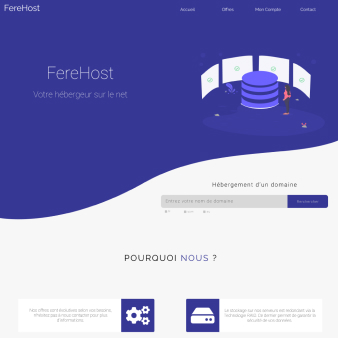 FereHost
Accueil
Offres
Mon Compte
Contact
FereHost
Votre hébergeur sur le net
Hébergement d'un domaine
Entrez votre nom de domaine
POURQUOI NOUS ?
Nos offres sont évolutives selon vos besoins,
n'hésitez pas à nous contacter pour plus
d'informations.
Le stockage sur nos serveurs est redondant via la
technologie RAID. Ce dernier permet de garantir la
sécurité de vos données.